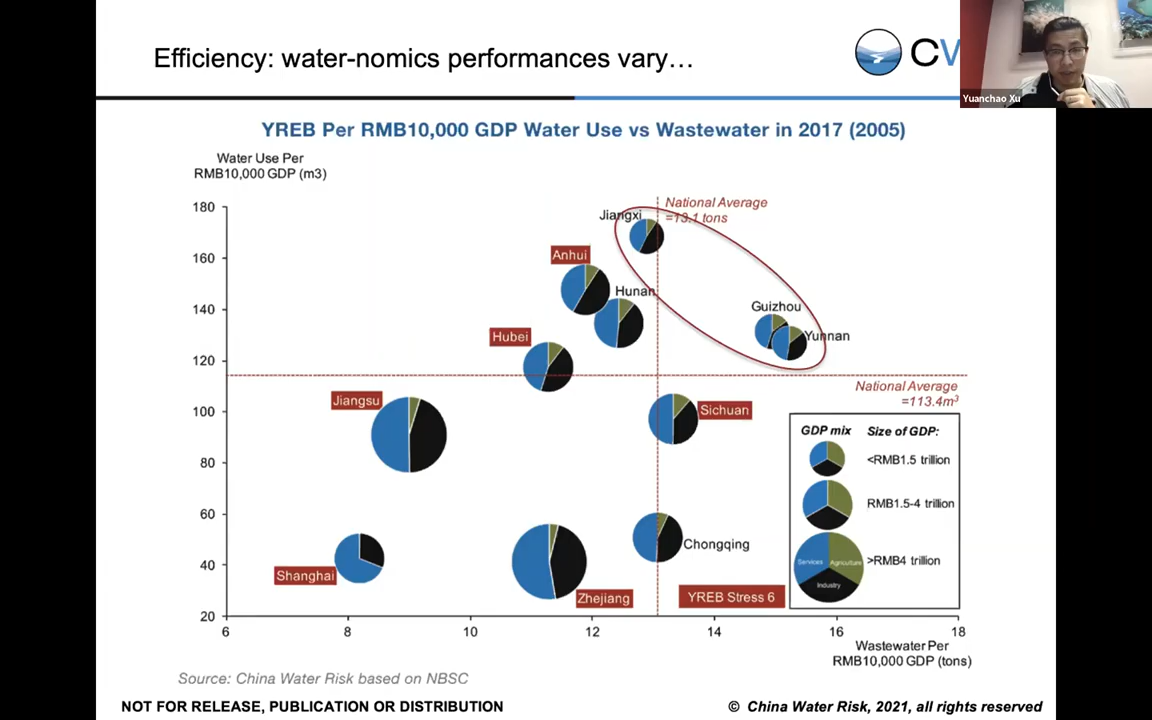 Efficiency: water-nomics performances vary…
Yuanchao Xu
YREB Per RMB10,000 GDP Water Use vs Wastewater in 2017 (2005)
Water Use Per
RMB10,000 GDP (m3)
National Average
=13.1 tons
180
160
140
120
100
80
60
40
20
Jiangxi
Anhui
Hunan
Guizhou
Yunnan
Hubei
National Average
=113.4m³
Jiangsu
Sichuan
Chongqing
Shanghai
Zhejiang
YREB Stress 6
GDP mix Size of GDP:
<RMB1.5 trillion
RMB1.5-4 trillion
>RMB4 trillion
Services
Agriculture
Industry
6 8 10 12 14 16 18
Wastewater Per
RMB10,000 GDP (tons)
Source: China Water Risk based on NBSC
NOT FOR RELEASE, PUBLICATION OR DISTRIBUTION
© China Water Risk, 2021, all rights reserved